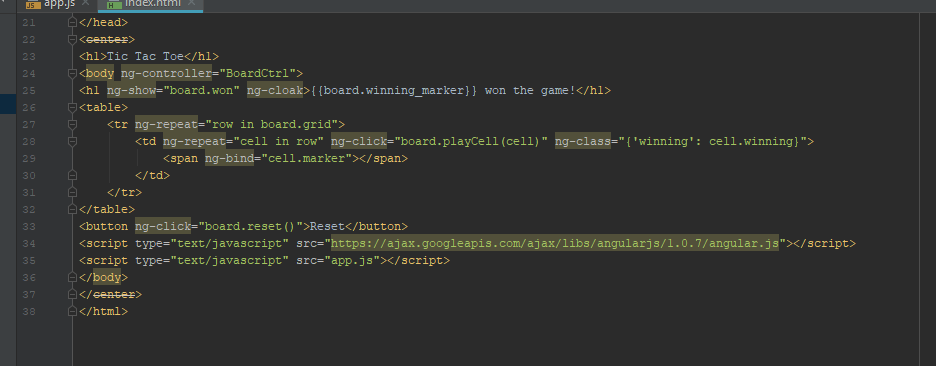 app.js index.html
21 </head>
22 <center>
23 <h1>Tic Tac Toe</h1>
24 <body ng-controller="BoardCtrl">
25 <h1 ng-show="board.won" ng-cloak>{{board.winning_marker}} won the game!</h1>
26 <table>
27     <tr ng-repeat="row in board.grid">
28         <td ng-repeat="cell in row" ng-click="board.playCell(cell)" ng-class="{'winning': cell.winning}">
29             <span ng-bind="cell.marker"></span>
30         </td>
31     </tr>
32 </table>
33 <button ng-click="board.reset()">Reset</button>
34 <script type="text/javascript" src="https://ajax.googleapis.com/ajax/libs/angularjs/1.0.7/angular.js"></script>
35 <script type="text/javascript" src="app.js"></script>
36 </body>
37 </center>
38 </html>